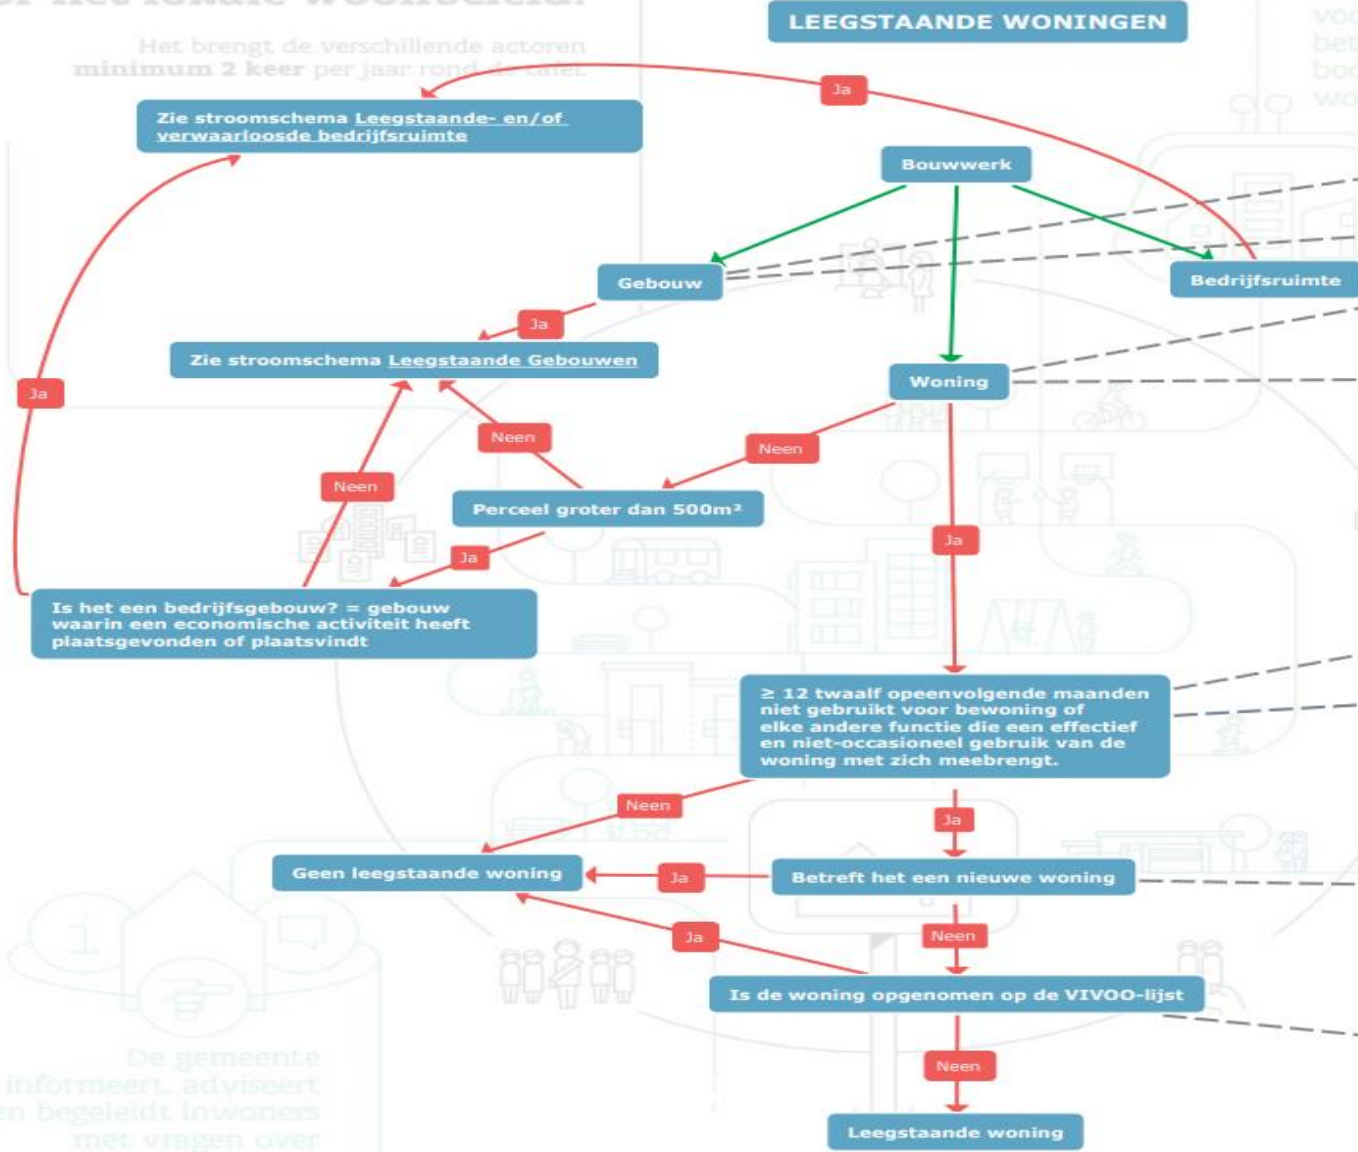 LEEGSTAANDE WONINGEN
Het brengt de verschillende actoren
minimum 2 keer per jaar rond de tafel.
Ja
Zie stroomschema Leegstaande- en/of
verwaarloosde bedrijfsruimte
Bouwwerk
Gebouw
Bedrijfsruimte
Ja
Zie stroomschema Leegstaande Gebouwen
Woning
Ja
Neen
Neen
Neen
Perceel groter dan 500m²
Ja
Ja
Is het een bedrijfsgebouw? = gebouw
waarin een economische activiteit heeft
plaatsgevonden of plaatsvindt
≥ 12 twaalf opeenvolgende maanden
niet gebruikt voor bewoning of
elke andere functie die een effectief
en niet-occasioneel gebruik van de
woning met zich meebrengt.
Neen
Ja
Geen leegstaande woning
Ja
Betreft het een nieuwe woning
Ja
Neen
Is de woning opgenomen op de VIVOO-lijst
Neen
Leegstaande woning
De gemeente
informeert, adviseert
en begeleidt inwoners
met vragen over